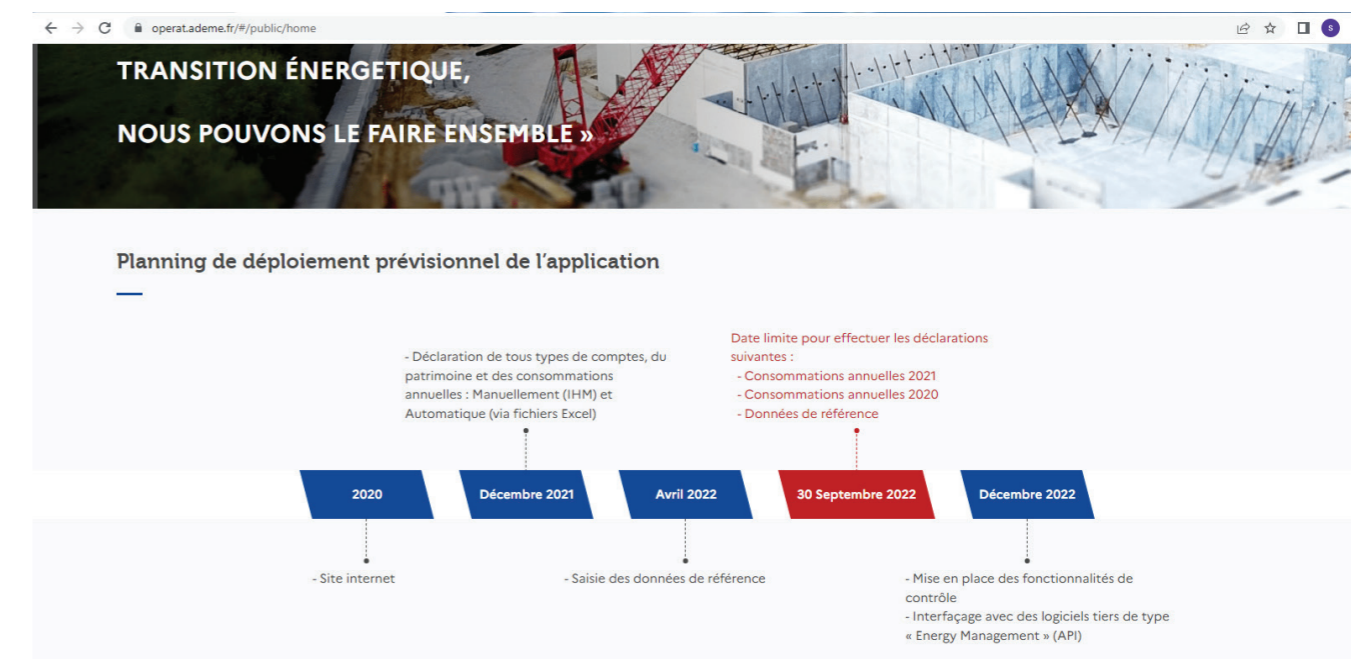 operat.ademe.fr/#/public/home
S
TRANSITION ÉNERGETIQUE,
NOUS POUVONS LE FAIRE ENSEMBLE »
Planning de déploiement prévisionnel de l'application
- Déclaration de tous types de comptes, du
patrimoine et des consommations
annuelles : Manuellement (IHM) et
Automatique (via fichiers Excel)
Date limite pour effectuer les déclarations
suivantes :
- Consommations annuelles 2021
- Consommations annuelles 2020
- Données de référence
2020
Décembre 2021
Avril 2022
30 Septembre 2022
Décembre 2022
- Site internet
- Saisie des données de référence
- Mise en place des fonctionnalités de
contrôle
- Interfaçage avec des logiciels tiers de type
« Energy Management » (API)